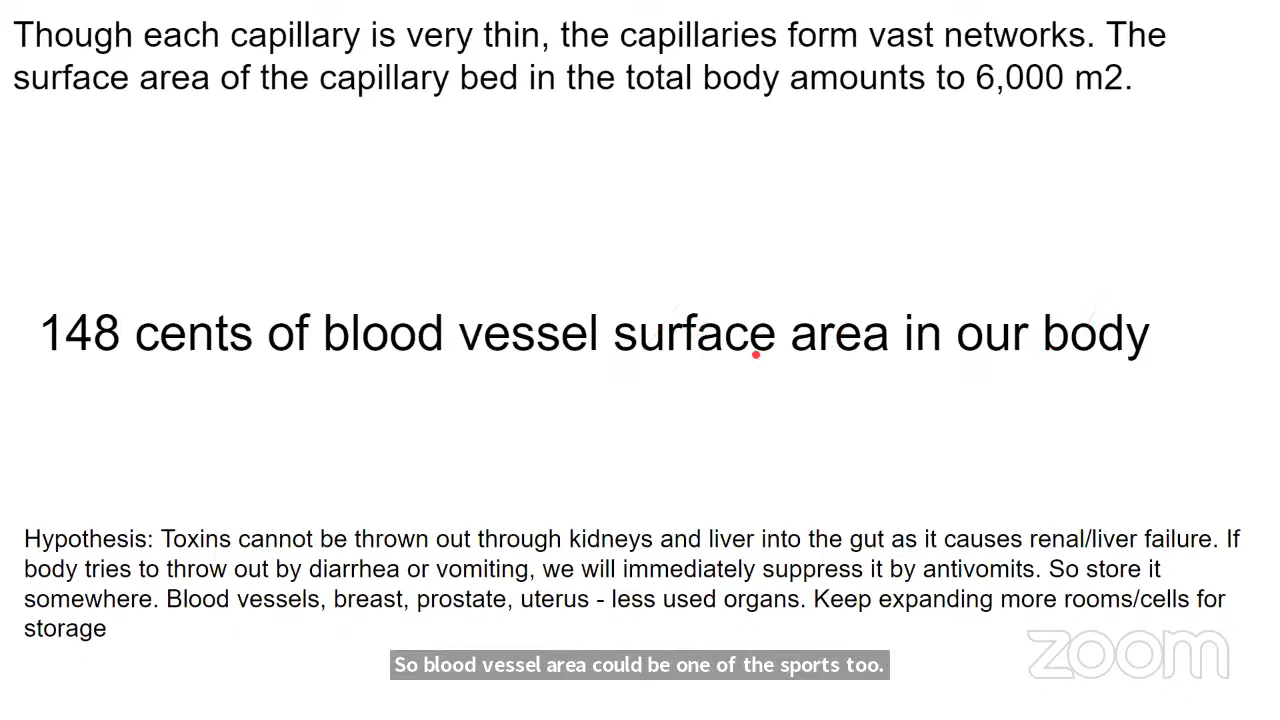 Though each capillary is very thin, the capillaries form vast networks. The
surface area of the capillary bed in the total body amounts to 6,000 m2.
148 cents of blood vessel surface area in our body
Hypothesis: Toxins cannot be thrown out through kidneys and liver into the gut as it causes renal/liver failure. If
body tries to throw out by diarrhea or vomiting, we will immediately suppress it by antivomits. So store it
somewhere. Blood vessels, breast, prostate, uterus - less used organs. Keep expanding more rooms/cells for
storage
So blood vessel area could be one of the sports too.
zoom